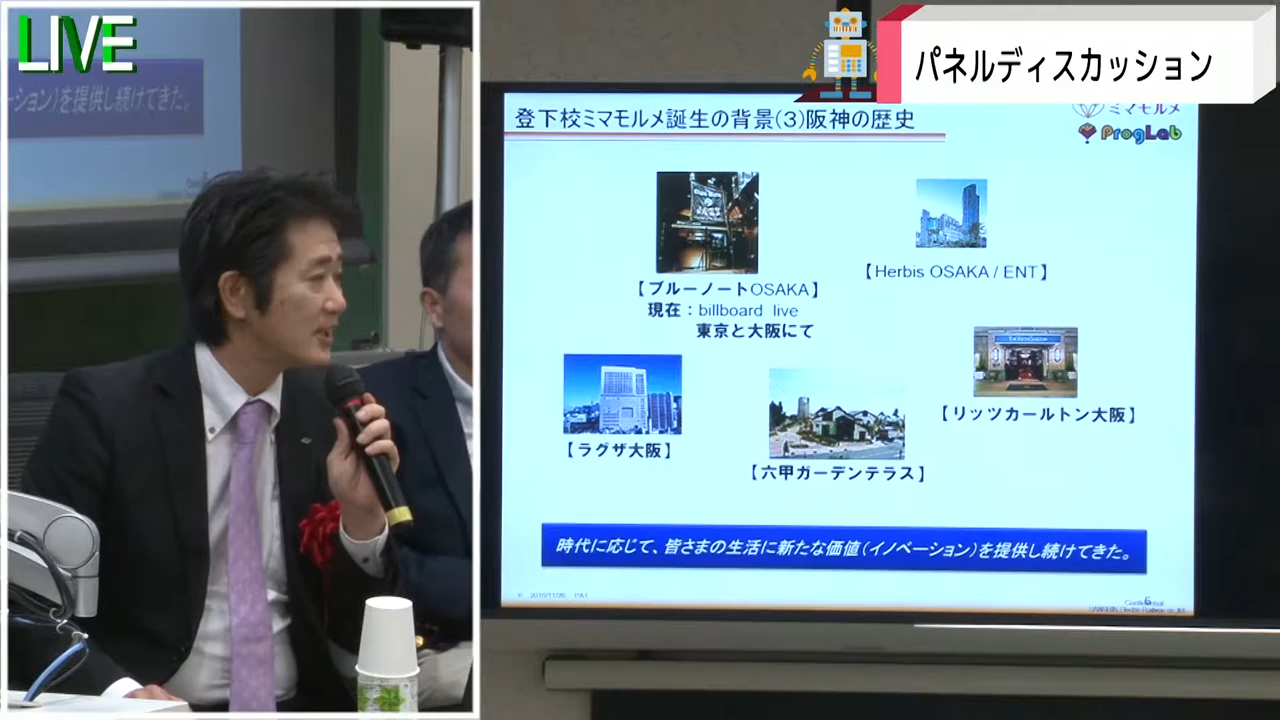 LIVE
ーション)を提供し続けてきた。
パネルディスカッション
登下校ミマモルメ誕生の背景(3)阪神の歴史
ミマモルメ
ProgLab
【ブルーノートOSAKA】
現在：billboard live
東京と大阪にて
【Herbis OSAKA / ENT】
【ラグザ大阪】
【六甲ガーデンテラス】
【リッツカールトン大阪】
時代に応じて、皆さまの生活に新たな価値（イノベーション）を提供し続けてきた。
6